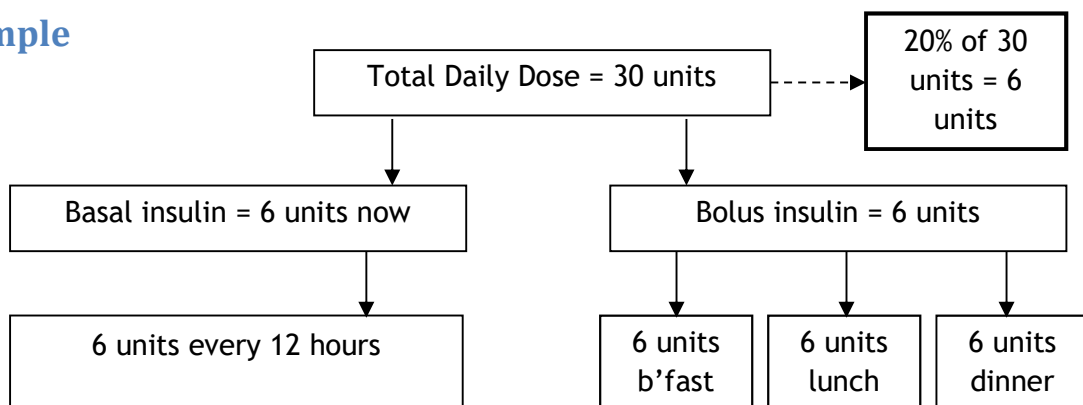 mple
Total Daily Dose = 30 units
20% of 30
units = 6
units
Basal insulin = 6 units now
Bolus insulin = 6 units
6 units every 12 hours
6 units
b’fast
6 units
lunch
6 units
dinner